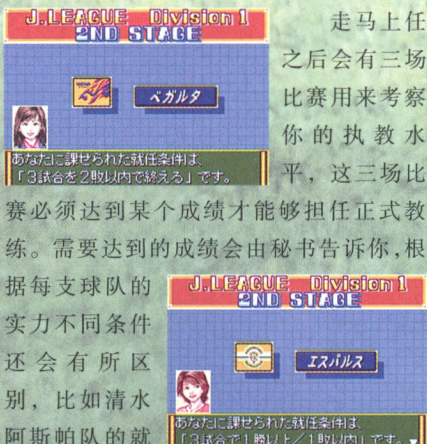 J.LEAGUE Division 1
2ND STAGE
ベガルタ
あなたに課せられた就任条件は、
「3試合を2敗以内で終える」です。
走马上任
之后会有三场
比赛用来考察
你的执教水
平，这三场比
赛必须达到某个成绩才能够担任正式教
练。需要达到的成绩会由秘书告诉你,根
据每支球队的
实力不同条件
还会有所区
别，比如清水
阿斯帕队的就
J.LEAGUE Division 1
2ND STAGE
エスパルス
あなたに課せられた就任条件は、
「3試合で1勝以上／1敗以内」です。